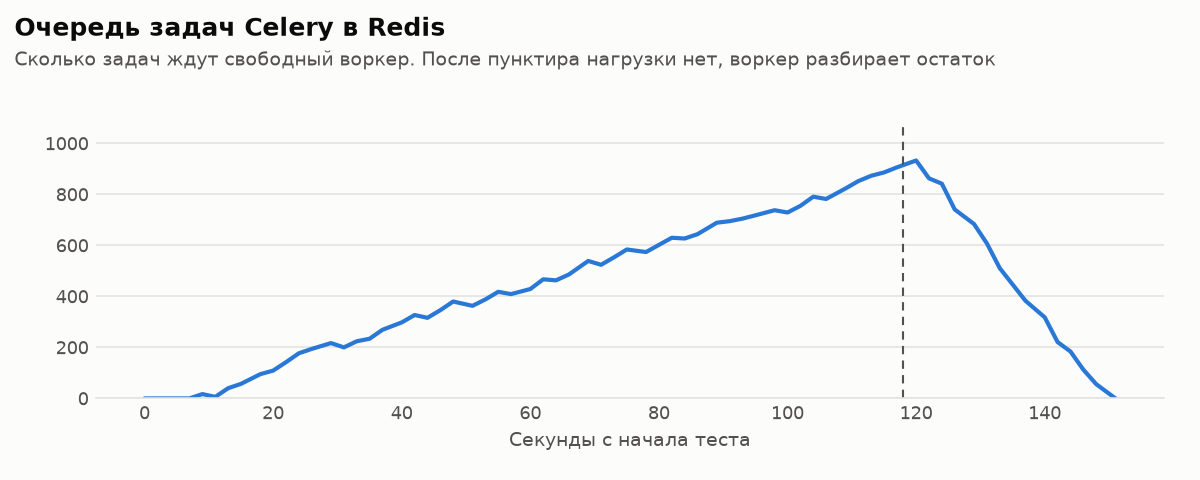 Очередь задач Celery в Redis
Сколько задач ждут свободный воркер. После пунктира нагрузки нет, воркер разбирает остаток
1000
800
600
400
200
0
0 20 40 60 80 100 120 140
Секунды с начала теста